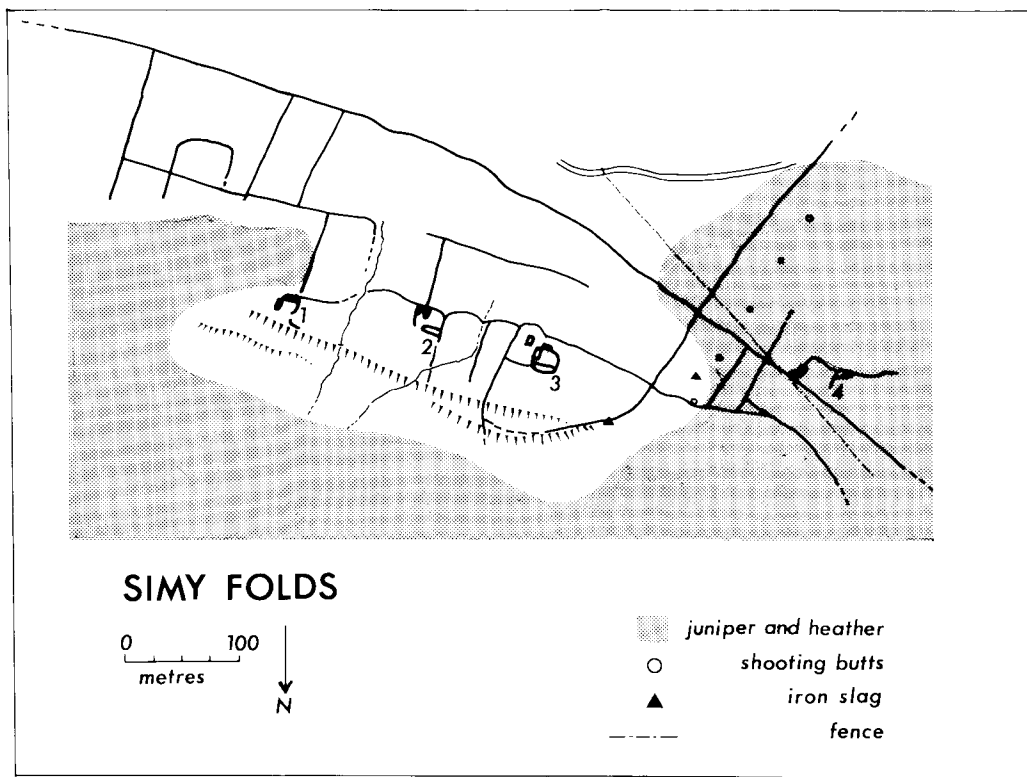 1
2
3
4
SIMY FOLDS
0 100
metres
N
juniper and heather
shooting butts
iron slag
fence